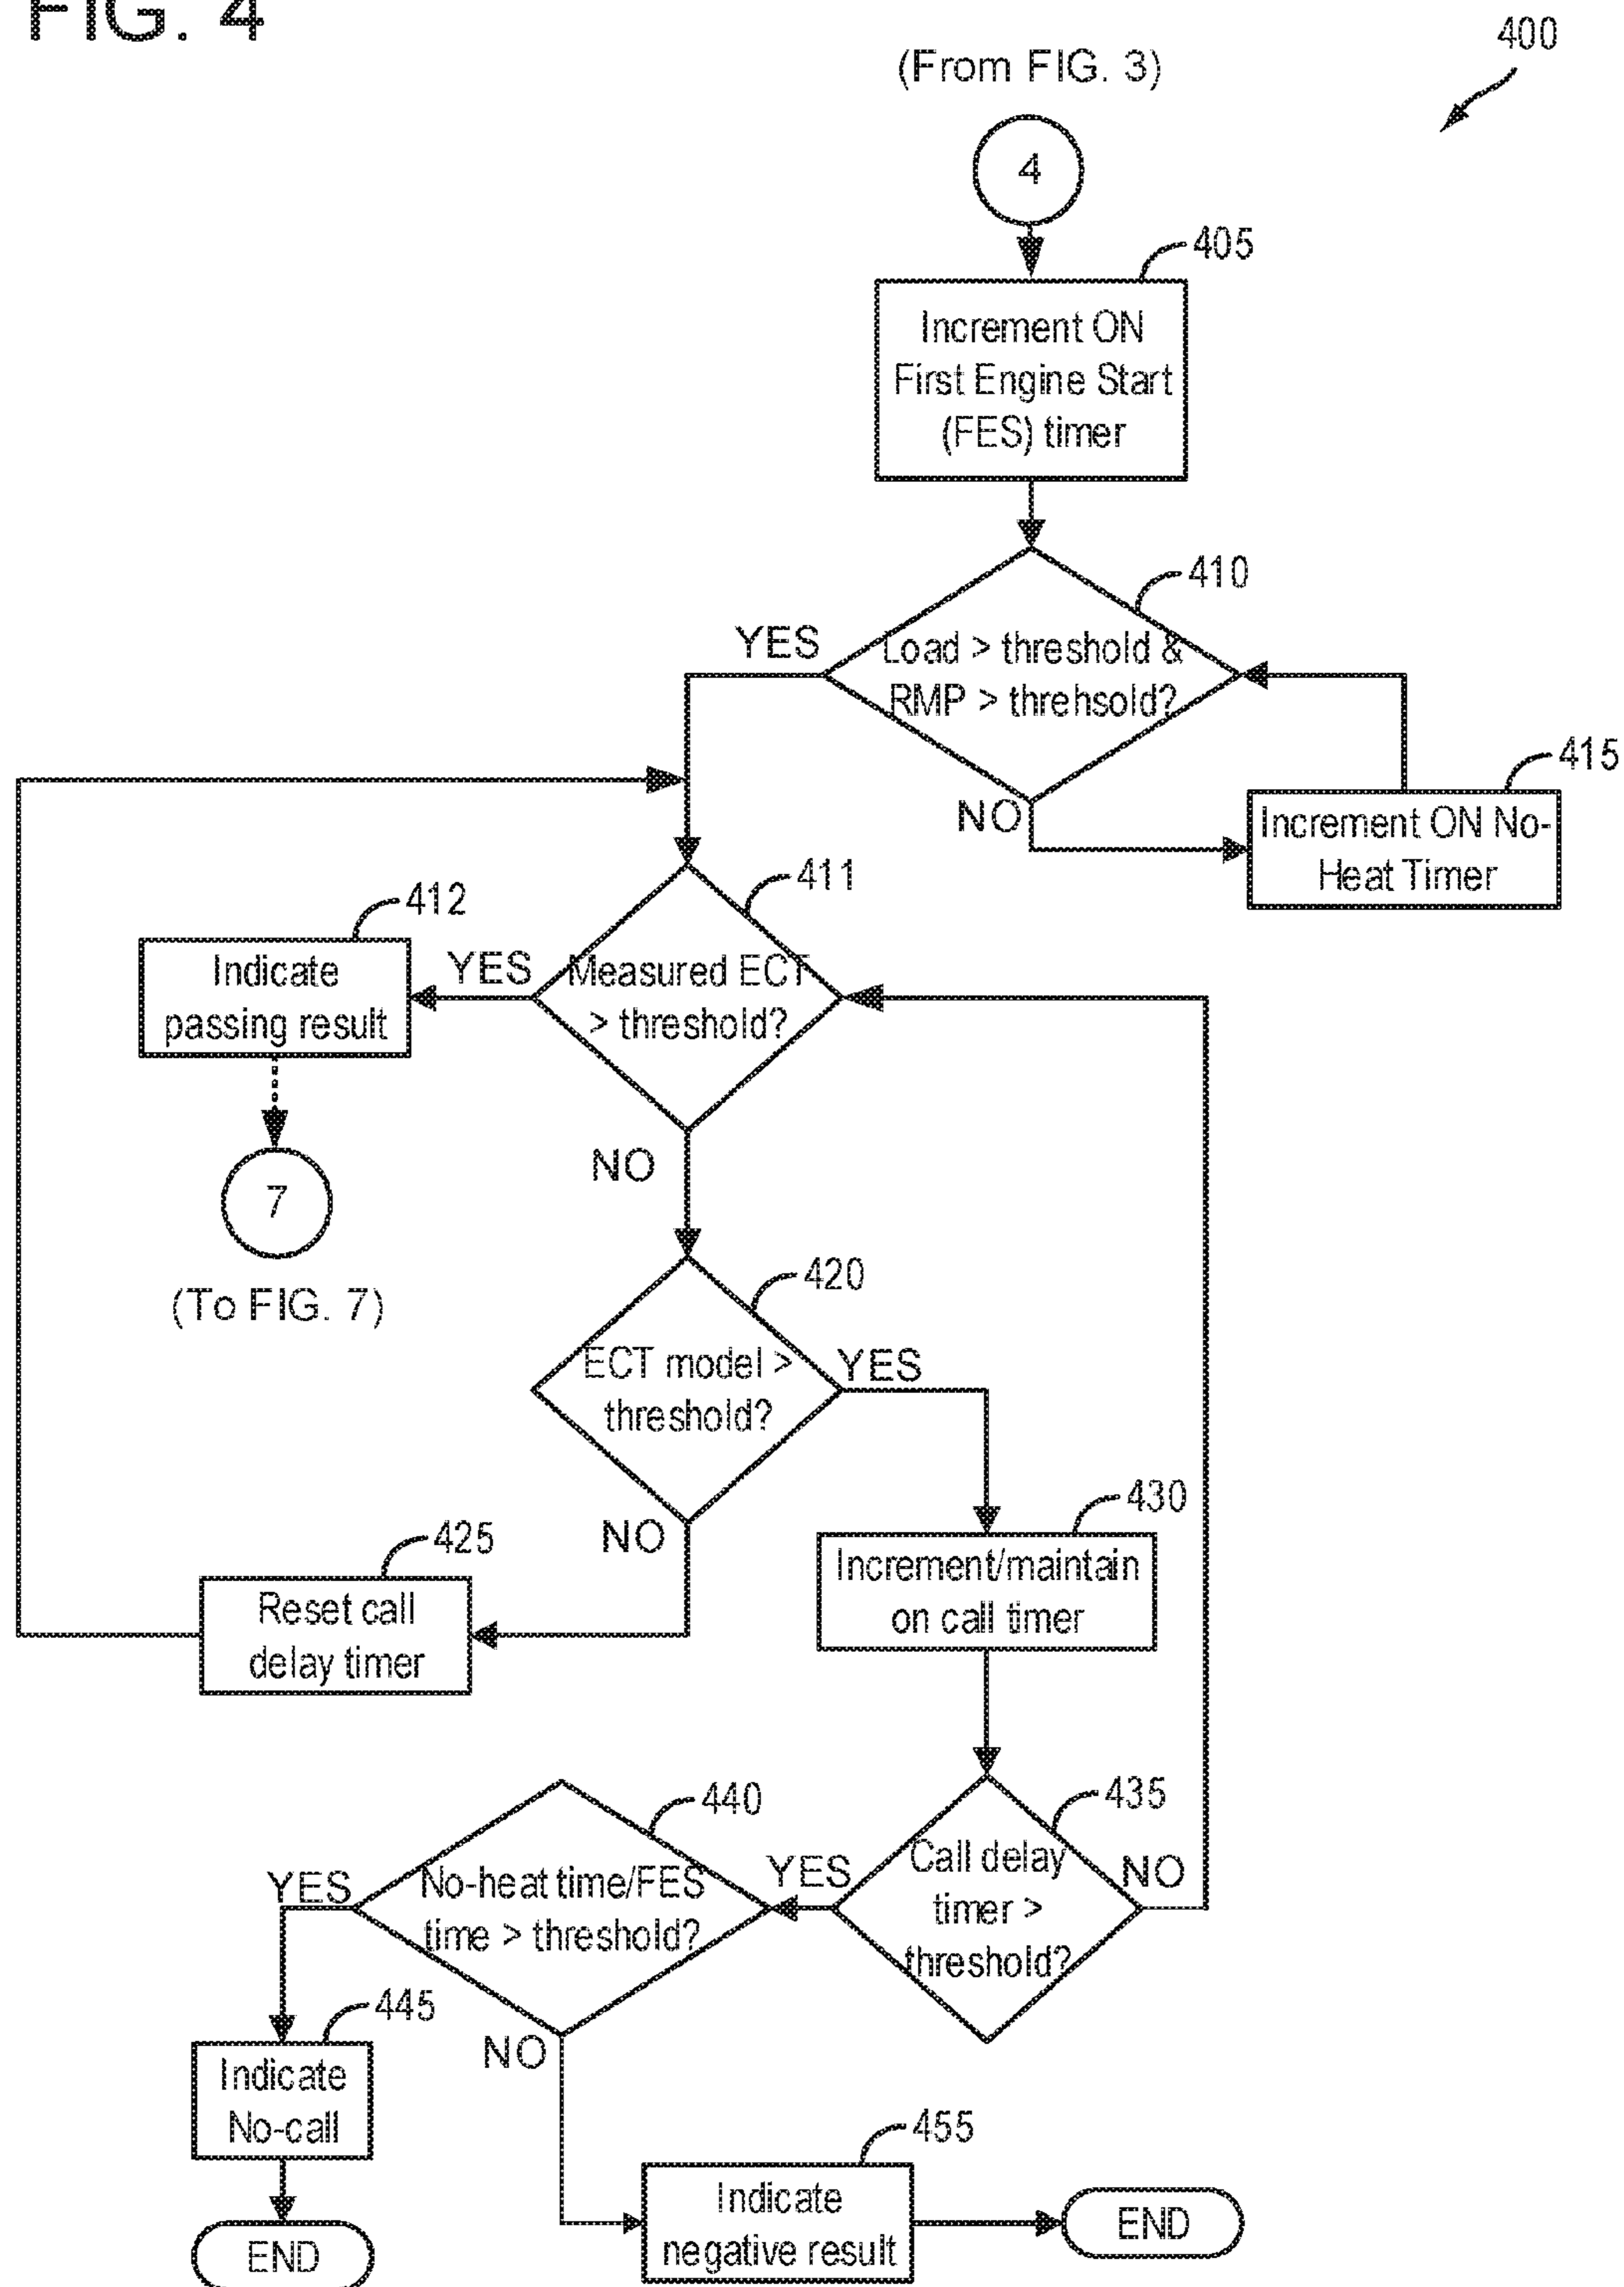 FIG. 4
400
(From FIG. 3)
4
405
Increment ON
First Engine Start
(FES) timer
410
YES
Load > threshold &
RMP > threhsold?
415
NO
Increment ON No-
Heat Timer
411
412
Indicate
passing result
YES
Measured ECT
> threshold?
7
(To FIG. 7)
NO
420
ECT model >
threshold?
YES
430
NO
425
Reset call
delay timer
Increment/maintain
on call timer
440
435
YES
No-heat time/FES
time > threshold?
YES
Call delay
timer >
threshold?
NO
445
NO
Indicate
No-call
455
Indicate
negative result
END
END